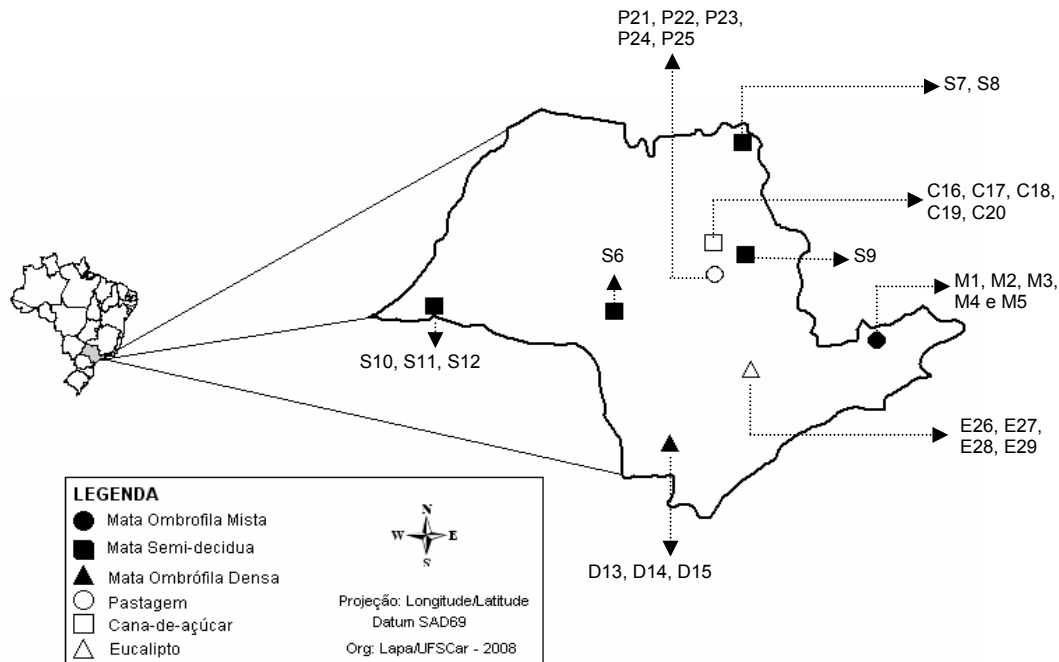 P21, P22, P23,
P24, P25
S7, S8
C16, C17, C18,
C19, C20
S6
S9
M1, M2, M3,
M4 e M5
S10, S11, S12
E26, E27,
E28, E29
D13, D14, D15
LEGENDA
Mata Ombrofila Mista
Mata Semi-decidua
Mata Ombrófila Densa
Pastagem
Cana-de-açúcar
Eucalipto
N
W E
S
Projeção: Longitude/Latitude
Datum SAD69
Org: Lapa/UFSCar - 2008